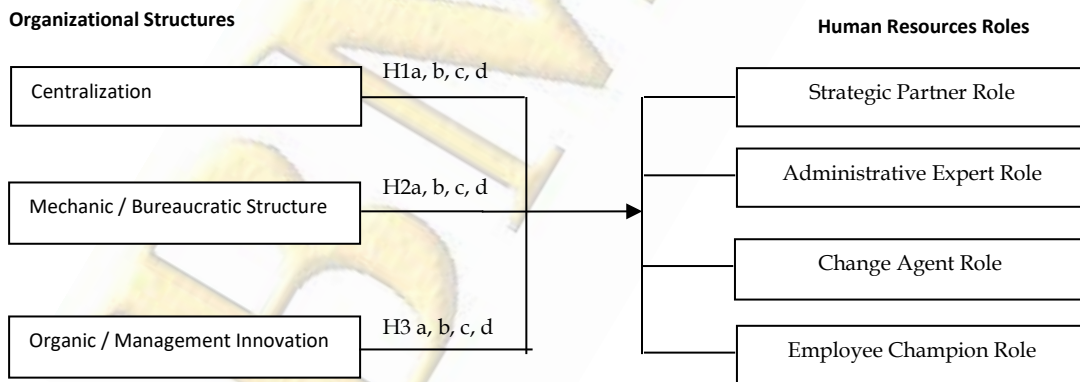 Organizational Structures
Human Resources Roles
Centralization
H1a, b, c, d
Strategic Partner Role
Administrative Expert Role
Mechanic / Bureaucratic Structure
H2a, b, c, d
Change Agent Role
Organic / Management Innovation
H3 a, b, c, d
Employee Champion Role